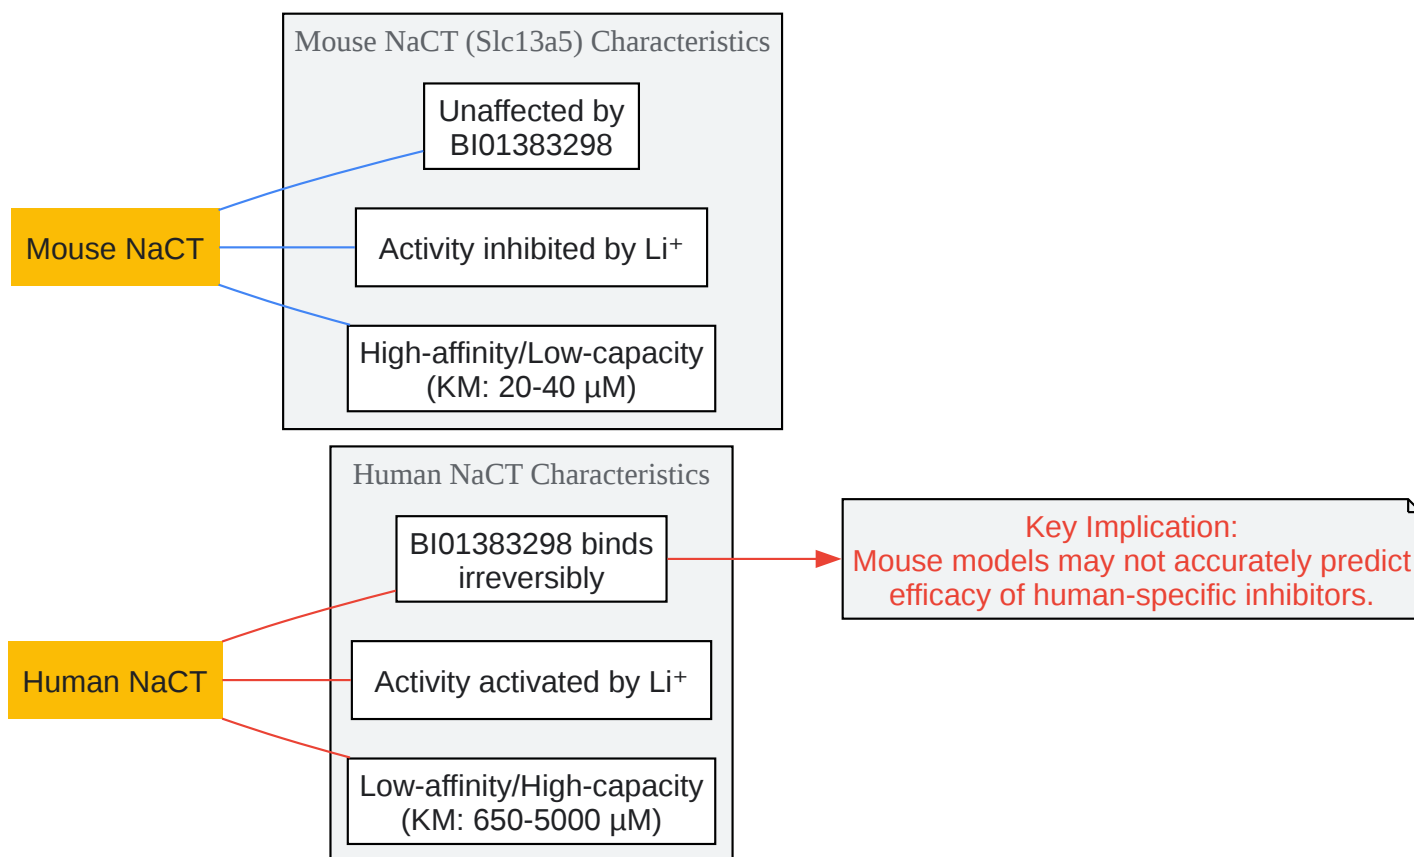 Mouse NaCT (Slc13a5) Characteristics
Unaffected by
BI01383298
Mouse NaCT
Activity inhibited by Li⁺
High-affinity/Low-capacity
(KM: 20-40 µM)
Human NaCT Characteristics
BI01383298 binds
irreversibly
Key Implication:
Mouse models may not accurately predict
efficacy of human-specific inhibitors.
Human NaCT
Activity activated by Li⁺
Low-affinity/High-capacity
(KM: 650-5000 µM)